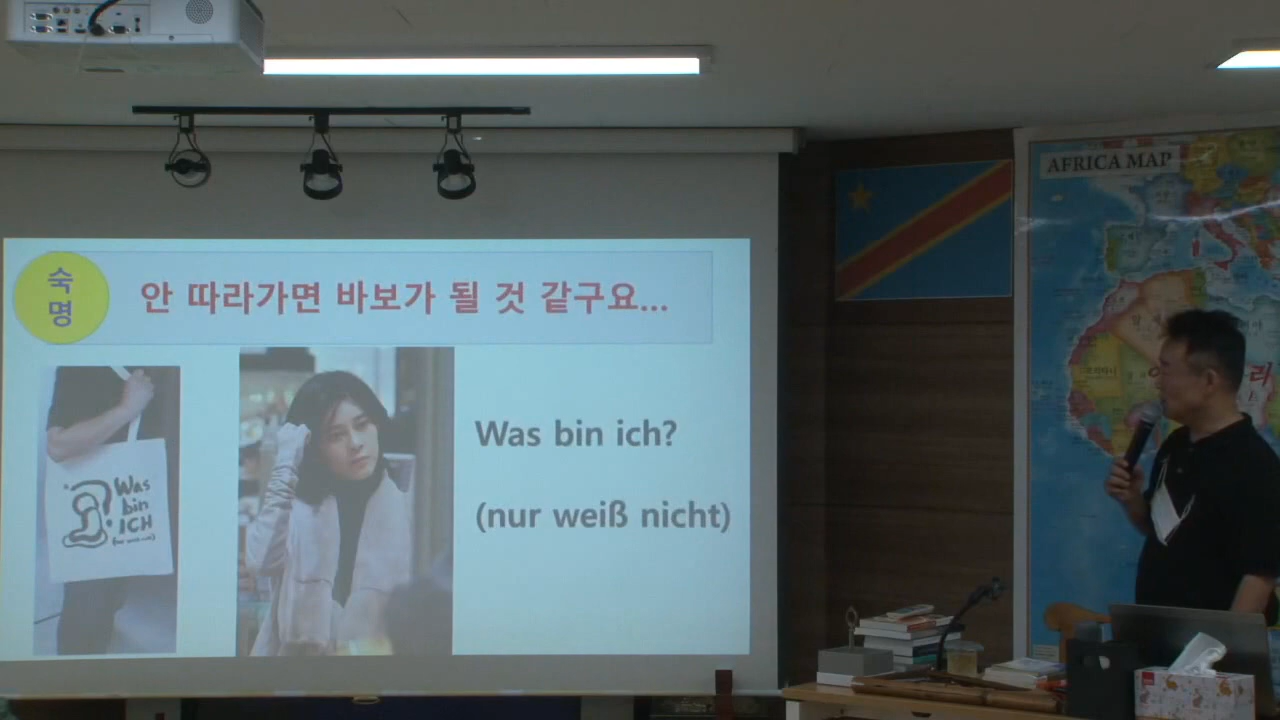 숙
명
안 따라가면 바보가 될 것 같구요...
Was bin ich?
(nur weiß nicht)
Was
bin
ICH
AFRICA MAP